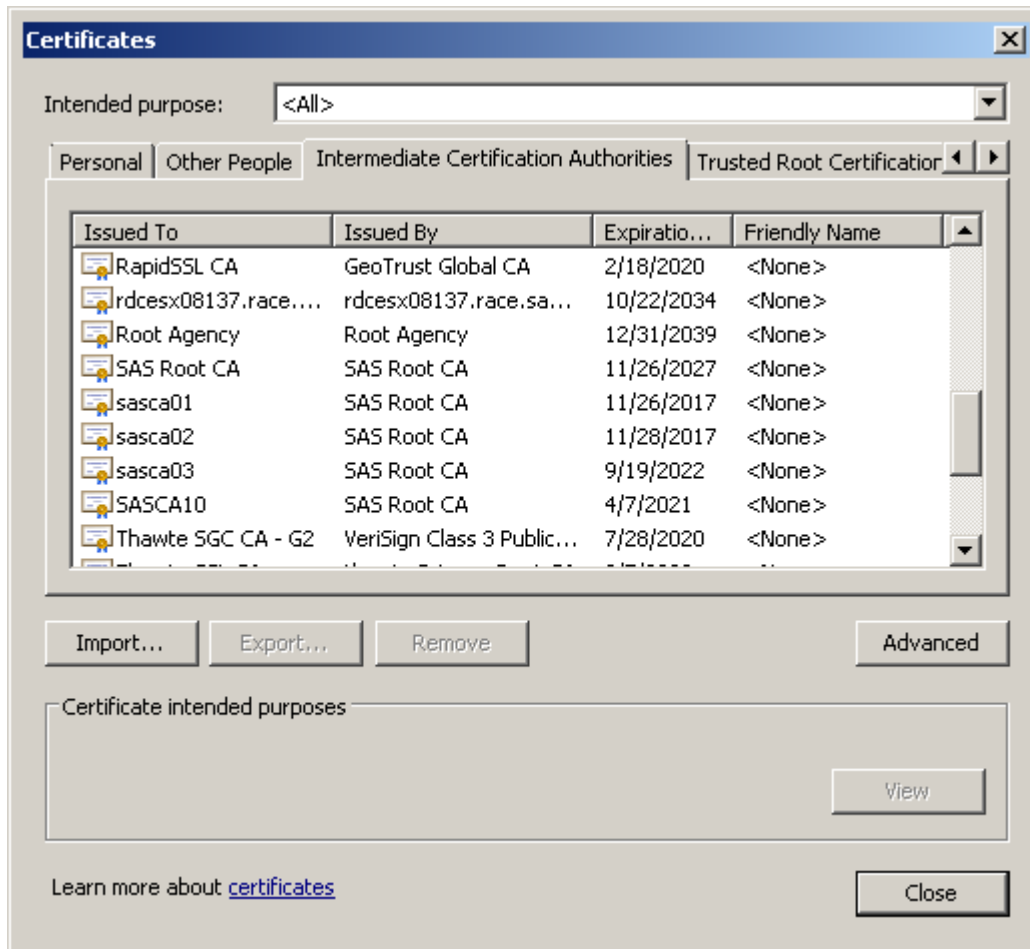 Certificates
Intended purpose: <All>
Personal Other People Intermediate Certification Authorities Trusted Root Certification
Issued To Issued By Expiratio... Friendly Name
RapidSSL CA GeoTrust Global CA 2/18/2020 <None>
rdcesx08137.race.... rdcesx08137.race.sa... 10/22/2034 <None>
Root Agency Root Agency 12/31/2039 <None>
SAS Root CA SAS Root CA 11/26/2027 <None>
sasca01 SAS Root CA 11/26/2017 <None>
sasca02 SAS Root CA 11/28/2017 <None>
sasca03 SAS Root CA 9/19/2022 <None>
SASCA10 SAS Root CA 4/7/2021 <None>
Thawte SGC CA - G2 VeriSign Class 3 Public... 7/28/2020 <None>
Import... Export... Remove Advanced
Certificate intended purposes
View
Learn more about certificates
Close